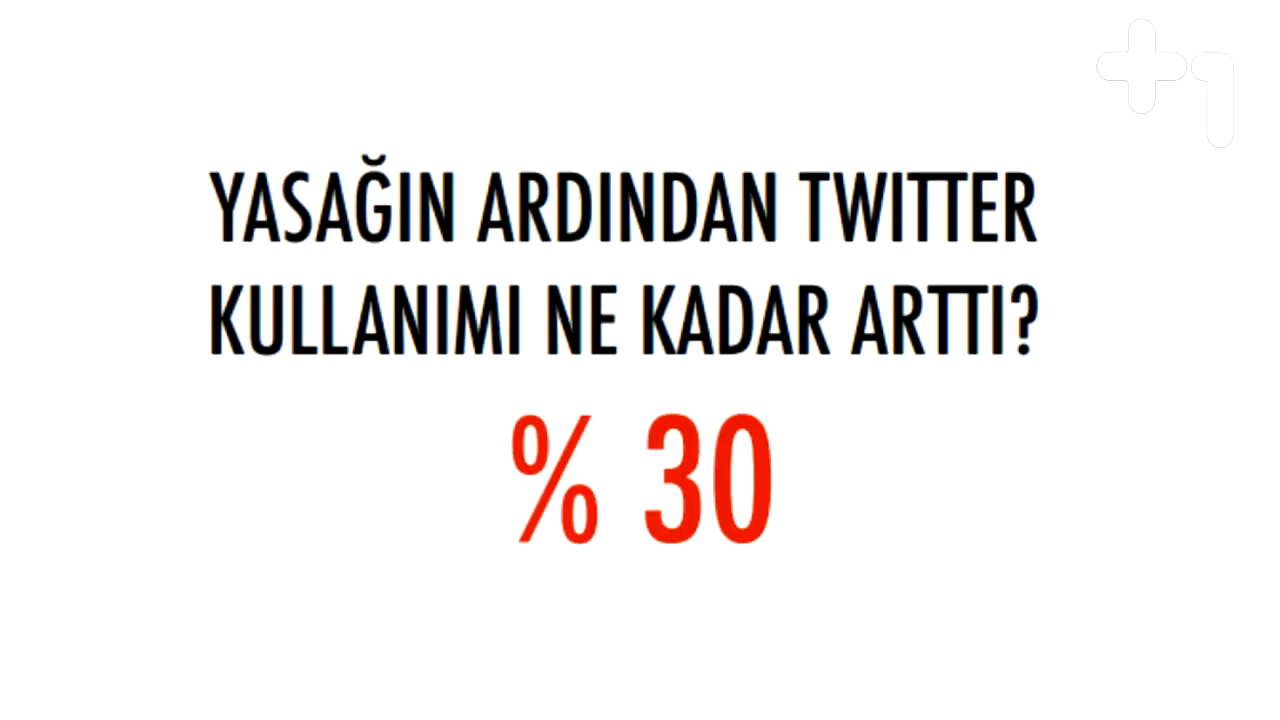 +1
YASAĞIN ARDINDAN TWITTER
KULLANIMI NE KADAR ARTTI?
% 30